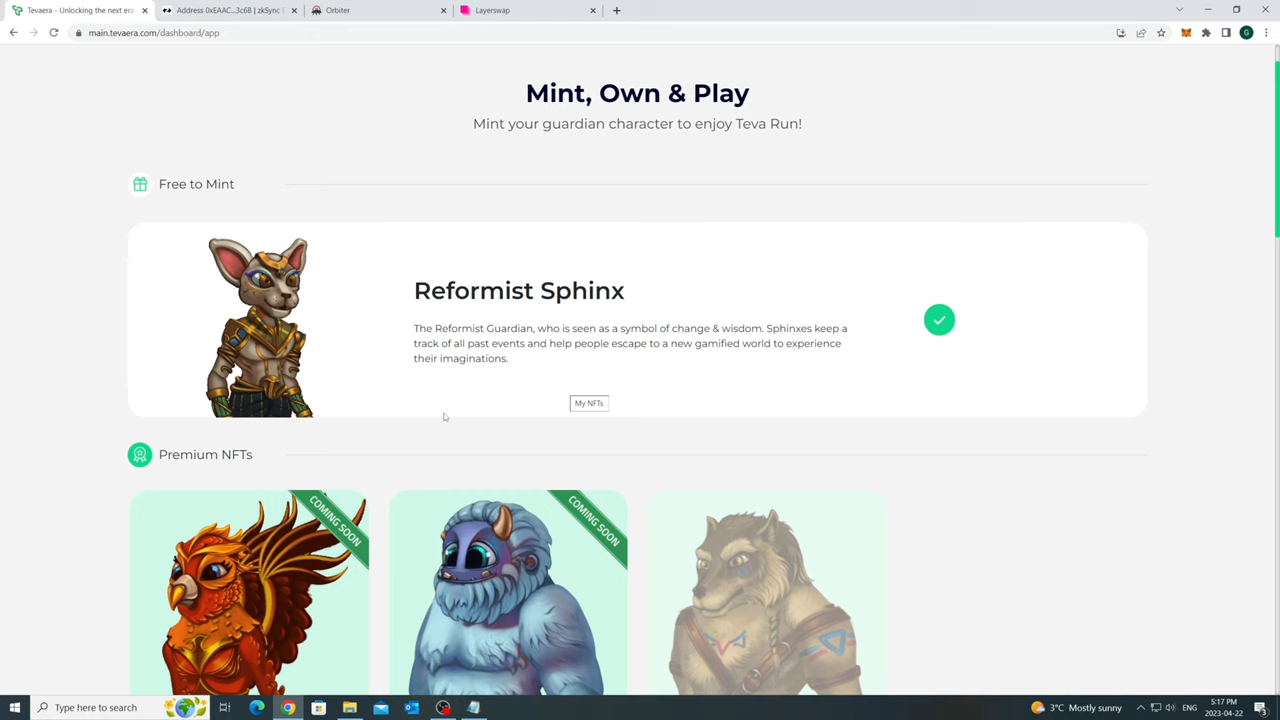 Tevaera - Unlocking the next era
Address 0xEAAC...3c6B | zkSync E
Orbiter
Layerswap
main.tevaera.com/dashboard/app
G
Mint, Own & Play
Mint your guardian character to enjoy Teva Run!
Free to Mint
Reformist Sphinx
The Reformist Guardian, who is seen as a symbol of change & wisdom. Sphinxes keep a
track of all past events and help people escape to a new gamified world to experience
their imaginations.
My NFTs
Premium NFTs
COMING SOON
COMING SOON
Type here to search
3°C Mostly sunny
ENG
5:17 PM
2023-04-22
3